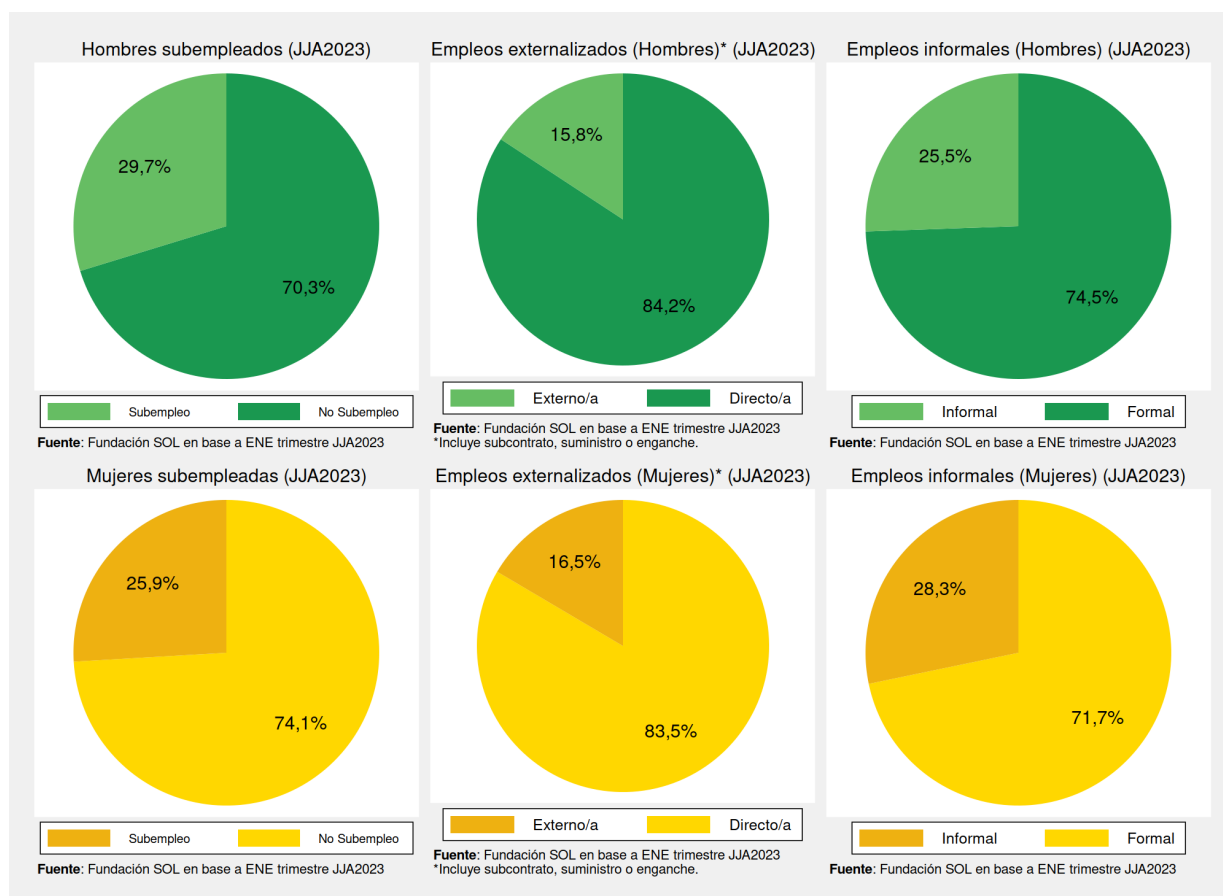 Hombres subempleados (JJA2023)
29,7%
70,3%
Subempleo No Subempleo
Fuente: Fundación SOL en base a ENE trimestre JJA2023
Empleos externalizados (Hombres)* (JJA2023)
15,8%
84,2%
Externo/a Directo/a
Fuente: Fundación SOL en base a ENE trimestre JJA2023
*Incluye subcontrato, suministro o enganche.
Empleos informales (Hombres) (JJA2023)
25,5%
74,5%
Informal Formal
Fuente: Fundación SOL en base a ENE trimestre JJA2023
Mujeres subempleadas (JJA2023)
25,9%
74,1%
Subempleo No Subempleo
Fuente: Fundación SOL en base a ENE trimestre JJA2023
Empleos externalizados (Mujeres)* (JJA2023)
16,5%
83,5%
Externo/a Directo/a
Fuente: Fundación SOL en base a ENE trimestre JJA2023
*Incluye subcontrato, suministro o enganche.
Empleos informales (Mujeres) (JJA2023)
28,3%
71,7%
Informal Formal
Fuente: Fundación SOL en base a ENE trimestre JJA2023